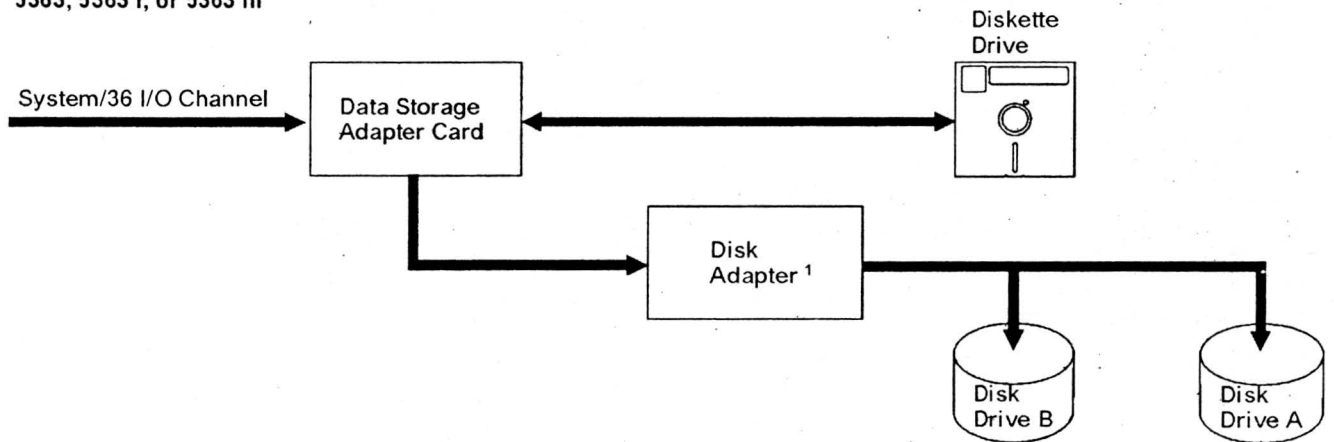 Diskette
Drive
System/36 I/O Channel
Data Storage
Adapter Card
Disk
Adapter 1
Disk
Drive B
Disk
Drive A